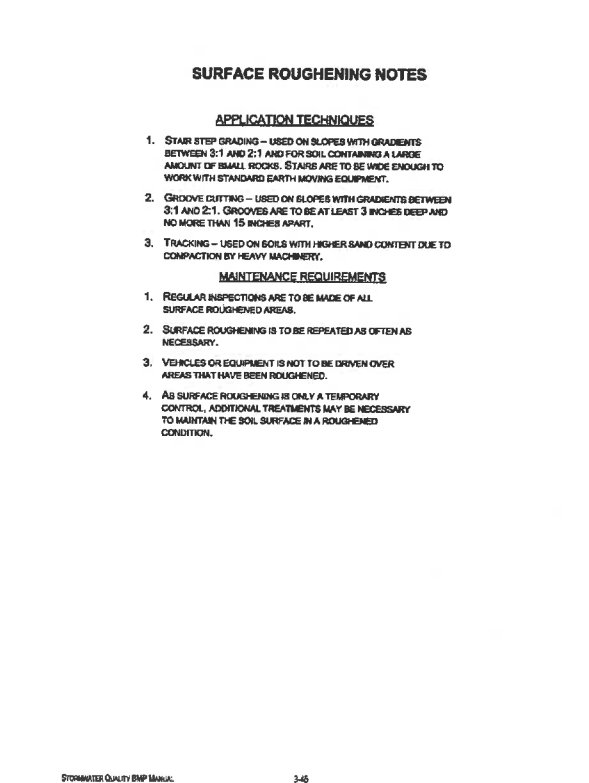 SURFACE ROUGHENING NOTES
APPLICATION TECHNIQUES
1. STAIR STEP GRADING – USED ON SLOPES WITH GRADIENTS
BETWEEN 3:1 AND 2:1 AND FOR SOIL CONTAINING A LARGE
AMOUNT OF SMALL ROCKS. STAIRS ARE TO BE WIDE ENOUGH TO
WORK WITH STANDARD EARTH MOVING EQUIPMENT.
2. GROOVE CUTTING – USED ON SLOPES WITH GRADIENTS BETWEEN
3:1 AND 2:1. GROOVES ARE TO BE AT LEAST 3 INCHES DEEP AND
NO MORE THAN 15 INCHES APART.
3. TRACKING – USED ON SOILS WITH HIGHER SAND CONTENT DUE TO
COMPACTION BY HEAVY MACHINERY.
MAINTENANCE REQUIREMENTS
1. REGULAR INSPECTIONS ARE TO BE MADE OF ALL
SURFACE ROUGHENED AREAS.
2. SURFACE ROUGHENING IS TO BE REPEATED AS OFTEN AS
NECESSARY.
3. VEHICLES OR EQUIPMENT IS NOT TO BE DRIVEN OVER
AREAS THAT HAVE BEEN ROUGHENED.
4. AS SURFACE ROUGHENING IS ONLY A TEMPORARY
CONTROL, ADDITIONAL TREATMENTS MAY BE NECESSARY
TO MAINTAIN THE SOIL SURFACE IN A ROUGHENED
CONDITION.
STORMWATER QUALITY BMP MANUAL 3-46